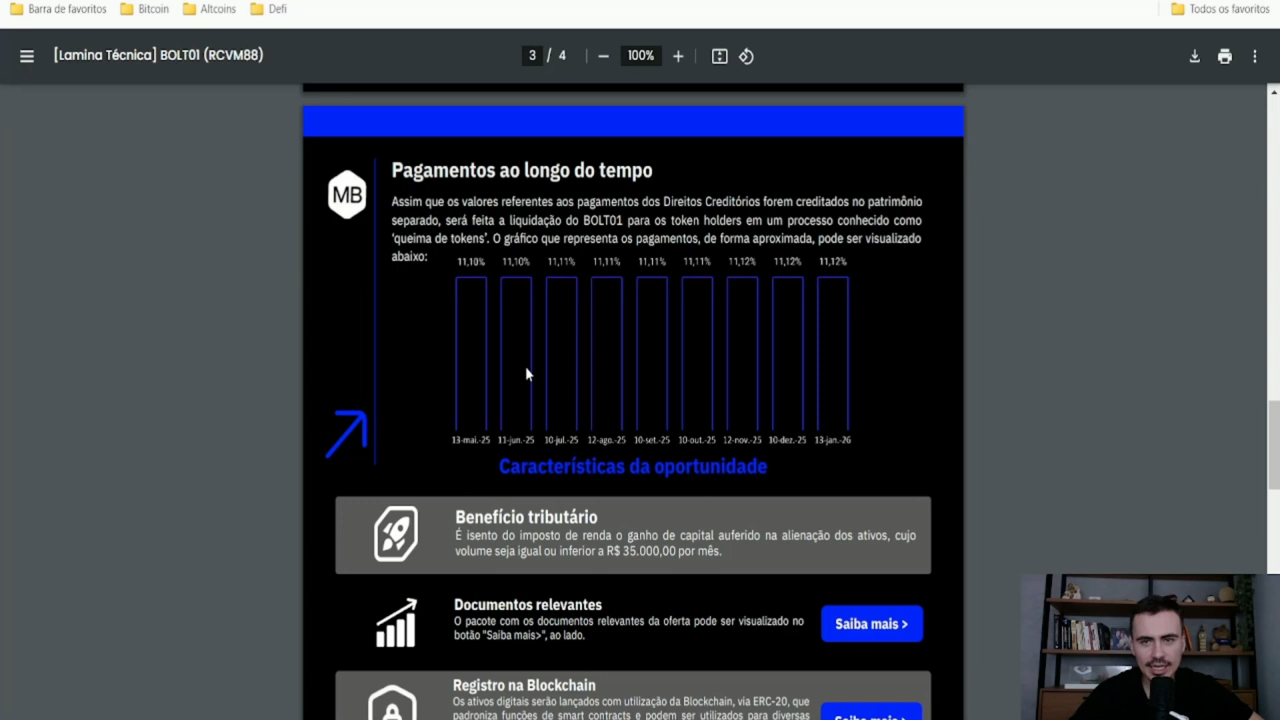 Barra de favoritos Bitcoin Altcoins Defi Todos os favoritos
[Lamina Técnica] BOLT01 (RCVM88) 3 / 4 — 100% +
Pagamentos ao longo do tempo
MB
Assim que os valores referentes aos pagamentos dos Direitos Creditórios forem creditados no patrimônio
separado, será feita a liquidação do BOLT01 para os token holders em um processo conhecido como
'queima de tokens'. O gráfico que representa os pagamentos, de forma aproximada, pode ser visualizado
abaixo:
11,10% 11,10% 11,11% 11,11% 11,11% 11,11% 11,12% 11,12% 11,12%
13-mai.-25 11-jun.-25 10-jul.-25 12-ago.-25 10-set.-25 10-out.-25 12-nov.-25 10-dez.-25 13-jan.-26
Características da oportunidade
Benefício tributário
É isento do imposto de renda o ganho de capital auferido na alienação dos ativos, cujo
volume seja igual ou inferior a R$ 35.000,00 por mês.
Documentos relevantes
O pacote com os documentos relevantes da oferta pode ser visualizado no
botão "Saiba mais>", ao lado.
Saiba mais >
Registro na Blockchain
Os ativos digitais serão lançados com utilização da Blockchain, via ERC-20, que
padroniza funções de smart contracts e podem ser utilizados para diversas
Saiba mais >